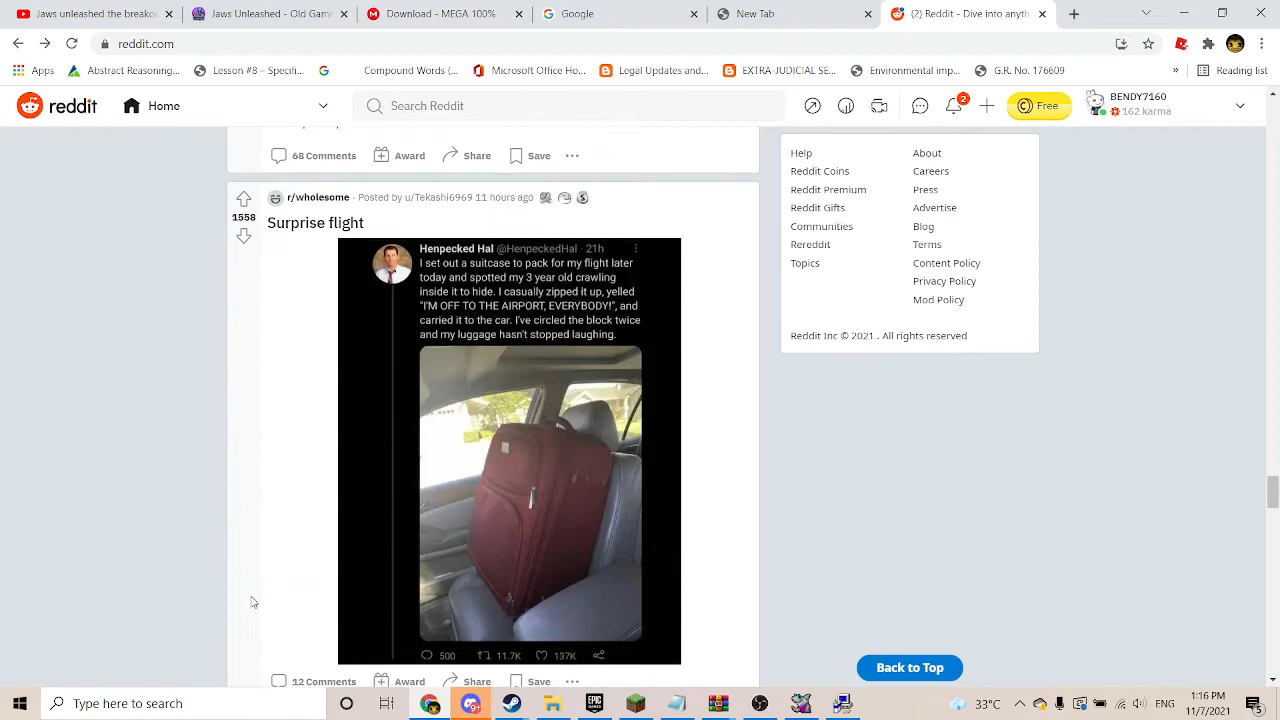 Jaws unleashed the breakou
Jaws Unleashed - Old Game
Download - MEGA 100%
Google
New Tab
(2) Reddit - Dive into anyth
reddit.com
Apps
Abstract Reasoning...
Lesson #8 – Specifi...
Compound Words (...
Microsoft Office Ho...
Legal Updates and...
EXTRA-JUDICIAL SE...
Environmental imp...
G.R. No. 175609
»
Reading list
reddit
Home
Search Reddit
2
Free
BENDY7160
162 karma
68 Comments
Award
Share
Save
r/wholesome · Posted by u/Tekashi6969 11 hours ago
1558
Surprise flight
Henpecked Hal @HenpeckedHal · 21h
I set out a suitcase to pack for my flight later
today and spotted my 3 year old crawling
inside it to hide. I casually zipped it up, yelled
"I'M OFF TO THE AIRPORT, EVERYBODY!", and
carried it to the car. I've circled the block twice
and my luggage hasn't stopped laughing.
500
11.7K
137K
12 Comments
Award
Share
Save
Help
About
Reddit Coins
Careers
Reddit Premium
Press
Reddit Gifts
Advertise
Communities
Blog
Rereddit
Terms
Topics
Content Policy
Privacy Policy
Mod Policy
Reddit Inc © 2021 . All rights reserved
Back to Top
Type here to search
EPIC
GAMES
33°C
1:16 PM
11/7/2021
5